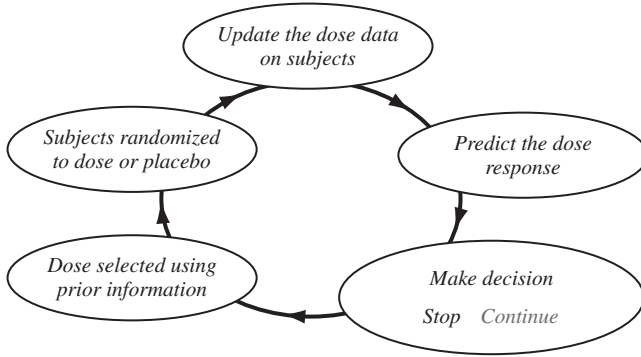 Update the dose data
on subjects
Subjects randomized
to dose or placebo
Predict the dose
response
Dose selected using
prior information
Make decision
Stop Continue